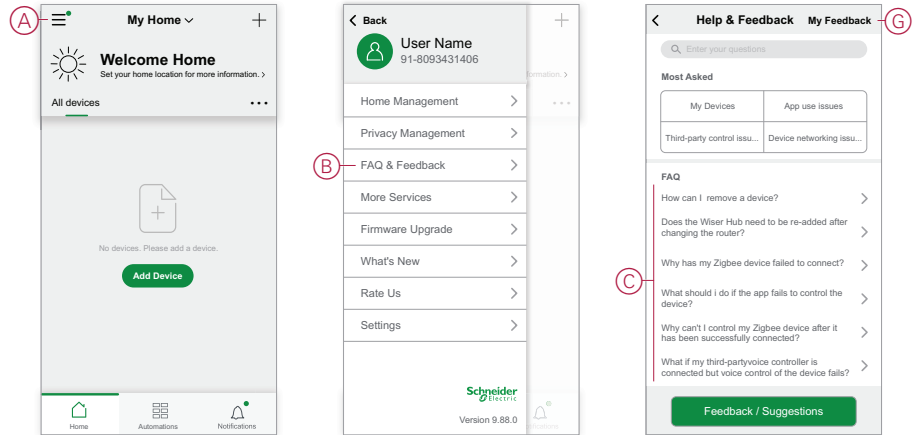 A
My Home
Welcome Home
Set your home location for more information. >
All devices
No devices. Please add a device.
Add Device
Home
Automations
Notifications
Back
User Name
91-8093431406
Home Management
Privacy Management
B
FAQ & Feedback
More Services
Firmware Upgrade
What's New
Rate Us
Settings
Schneider
Electric
Version 9.88.0
Help & Feedback
My Feedback
G
Enter your questions
Most Asked
My Devices
App use issues
Third-party control issu...
Device networking issu...
FAQ
How can I remove a device?
Does the Wiser Hub need to be re-added after
changing the router?
Why has my Zigbee device failed to connect?
C
What should i do if the app fails to control the
device?
Why can't I control my Zigbee device after it
has been successfully connected?
What if my third-partyvoice controller is
connected but voice control of the device fails?
Feedback / Suggestions